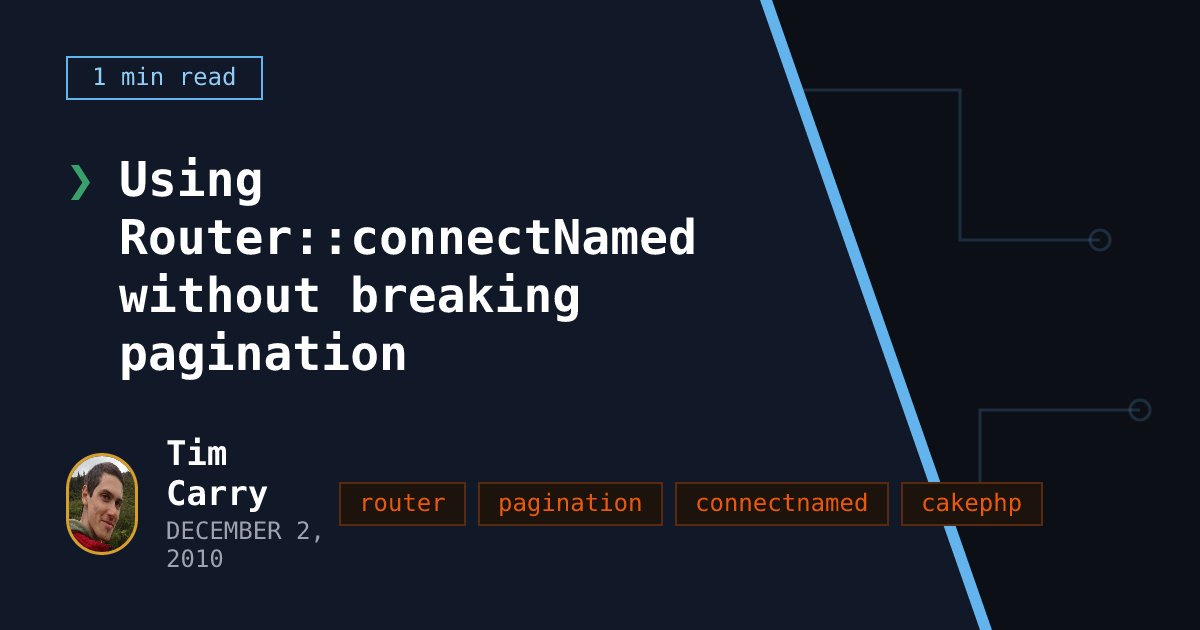 1 min read
❯ Using
Router::connectNamed
without breaking
pagination
Tim
Carry
DECEMBER 2,
2010
router
pagination
connectnamed
cakephp